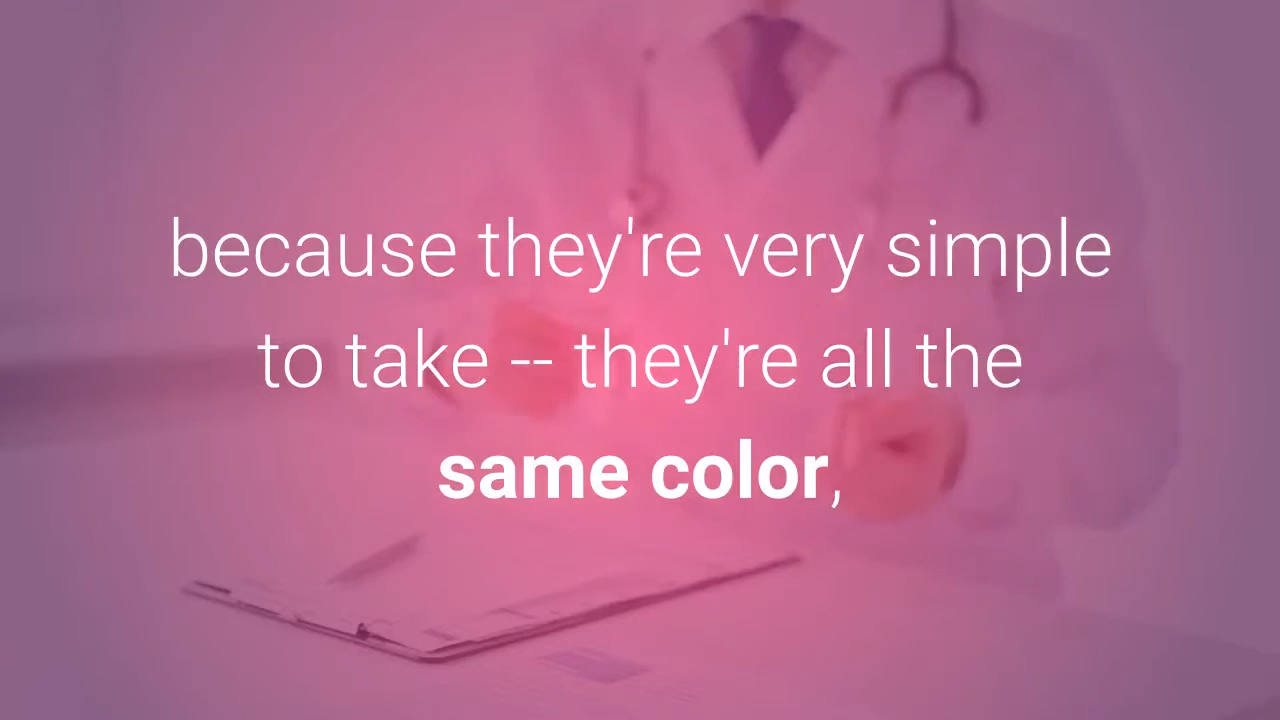 because they're very simple
to take -- they're all the
same color,